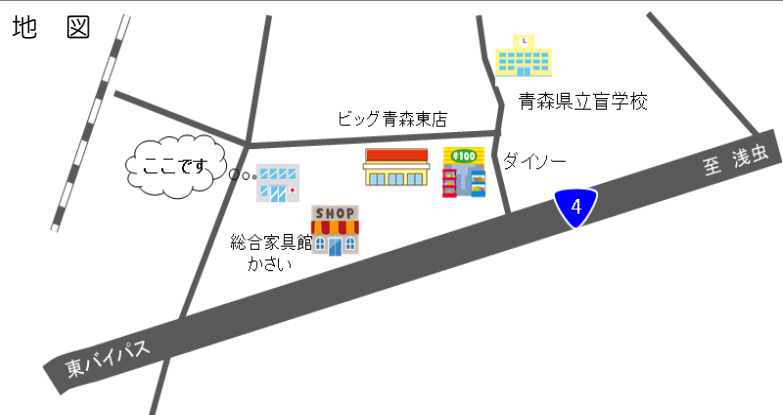 地 図
ビッグ青森東店
青森県立盲学校
ここです
¥100
ダイソー
至 浅虫
4
SHOP
総合家具館
かさい
東バイパス